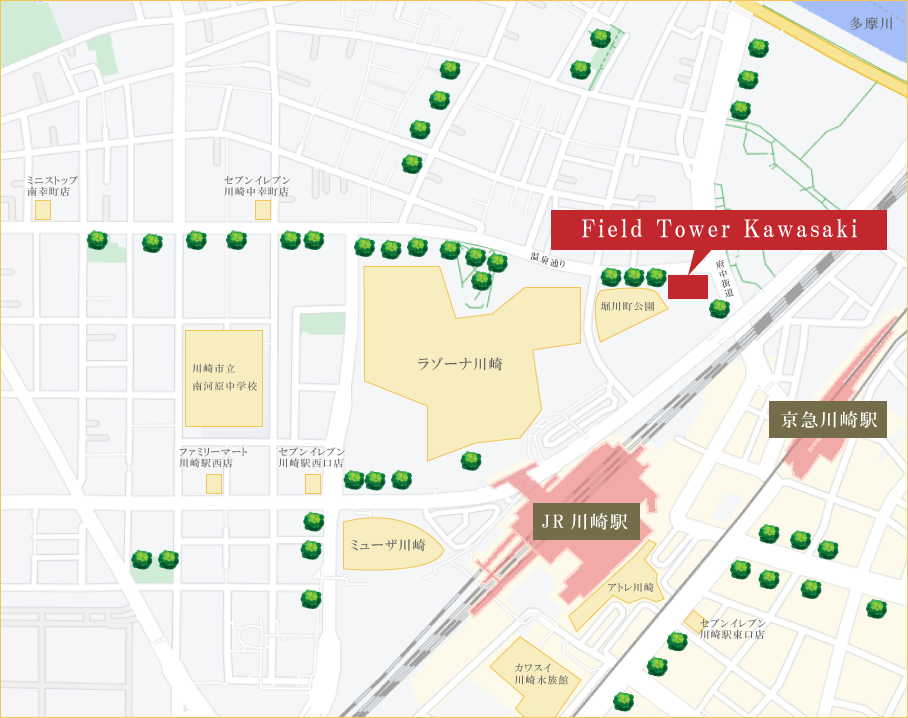 多摩川
ミニストップ
南幸町店
セブンイレブン
川崎中幸町店
Field Tower Kawasaki
温泉通り
府中街道
堀川町公園
川崎市立
南河原中学校
ラゾーナ川崎
京急川崎駅
ファミリーマート
川崎駅西店
セブンイレブン
川崎駅西口店
JR 川崎駅
ミューザ川崎
アトレ川崎
セブンイレブン
川崎駅東口店
カワスイ
川崎水族館